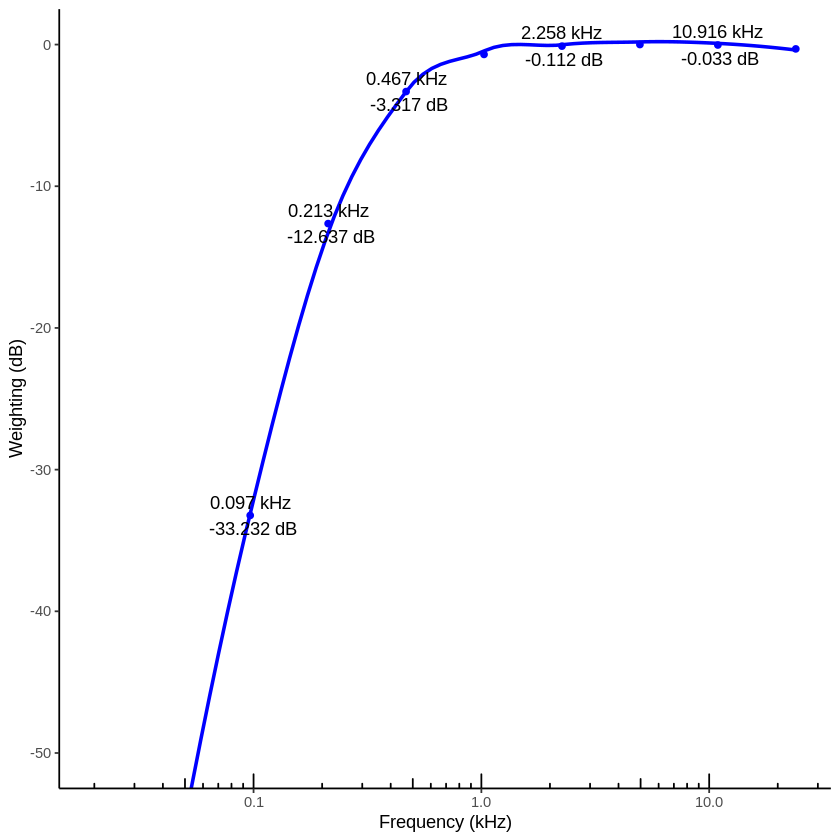 0
2.258 kHz
10.916 kHz
-0.112 dB
-0.033 dB
0.467 kHz
-3.317 dB
-10
0.213 kHz
-12.637 dB
-20
Weighting (dB)
-30
0.097 kHz
-33.232 dB
-40
-50
0.1
1.0
10.0
Frequency (kHz)